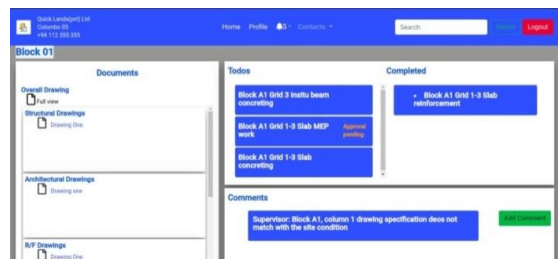 Quick Lands(pvt) Ltd
Colombo 05
+94 112 353 355
Home Profile 5 Contacts
Search
Search
Logout
Block 01
Documents
Overall Drawing
Full view
Structural Drawings
Drawing One
Architectural Drawings
Drawing one
R/F Drawings
Drawing One
Todos
Block A1 Grid 3 insitu beam
concreting
Block A1 Grid 1-3 Slab MEP
work
Approval
pending
Block A1 Grid 1-3 Slab
concreting
Completed
• Block A1 Grid 1-3 Slab
reinforcement
Comments
Supervisor: Block A1, column 1 drawing specification deos not
match with the site condition
Add Comment